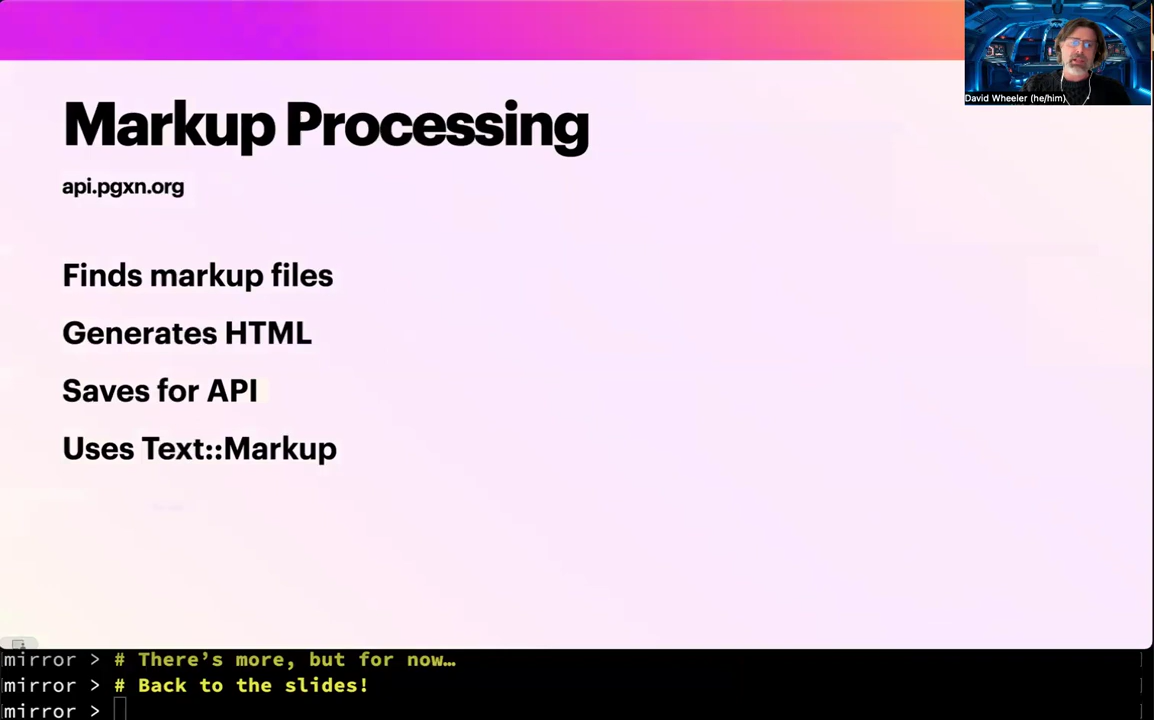 David Wheeler (he/him)
Markup Processing
api.pgxn.org
Finds markup files
Generates HTML
Saves for API
Uses Text::Markup
mirror > # There’s more, but for now…
mirror > # Back to the slides!
mirror >